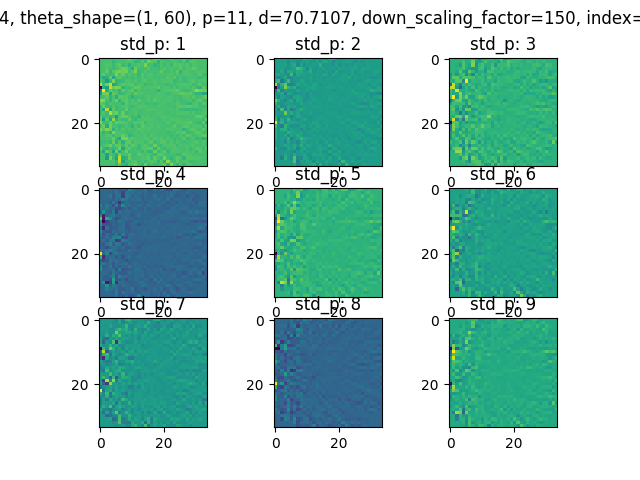 4, theta_shape=(1, 60), p=11, d=70.7107, down_scaling_factor=150, index=
std_p: 1 std_p: 2 std_p: 3
0 0 0
20 20 20
0 20 0 20 0 20
std_p: 4 std_p: 5 std_p: 6
0 0 0
20 20 20
0 20 0 20 0 20
std_p: 7 std_p: 8 std_p: 9
0 0 0
20 20 20
0 20 0 20 0 20